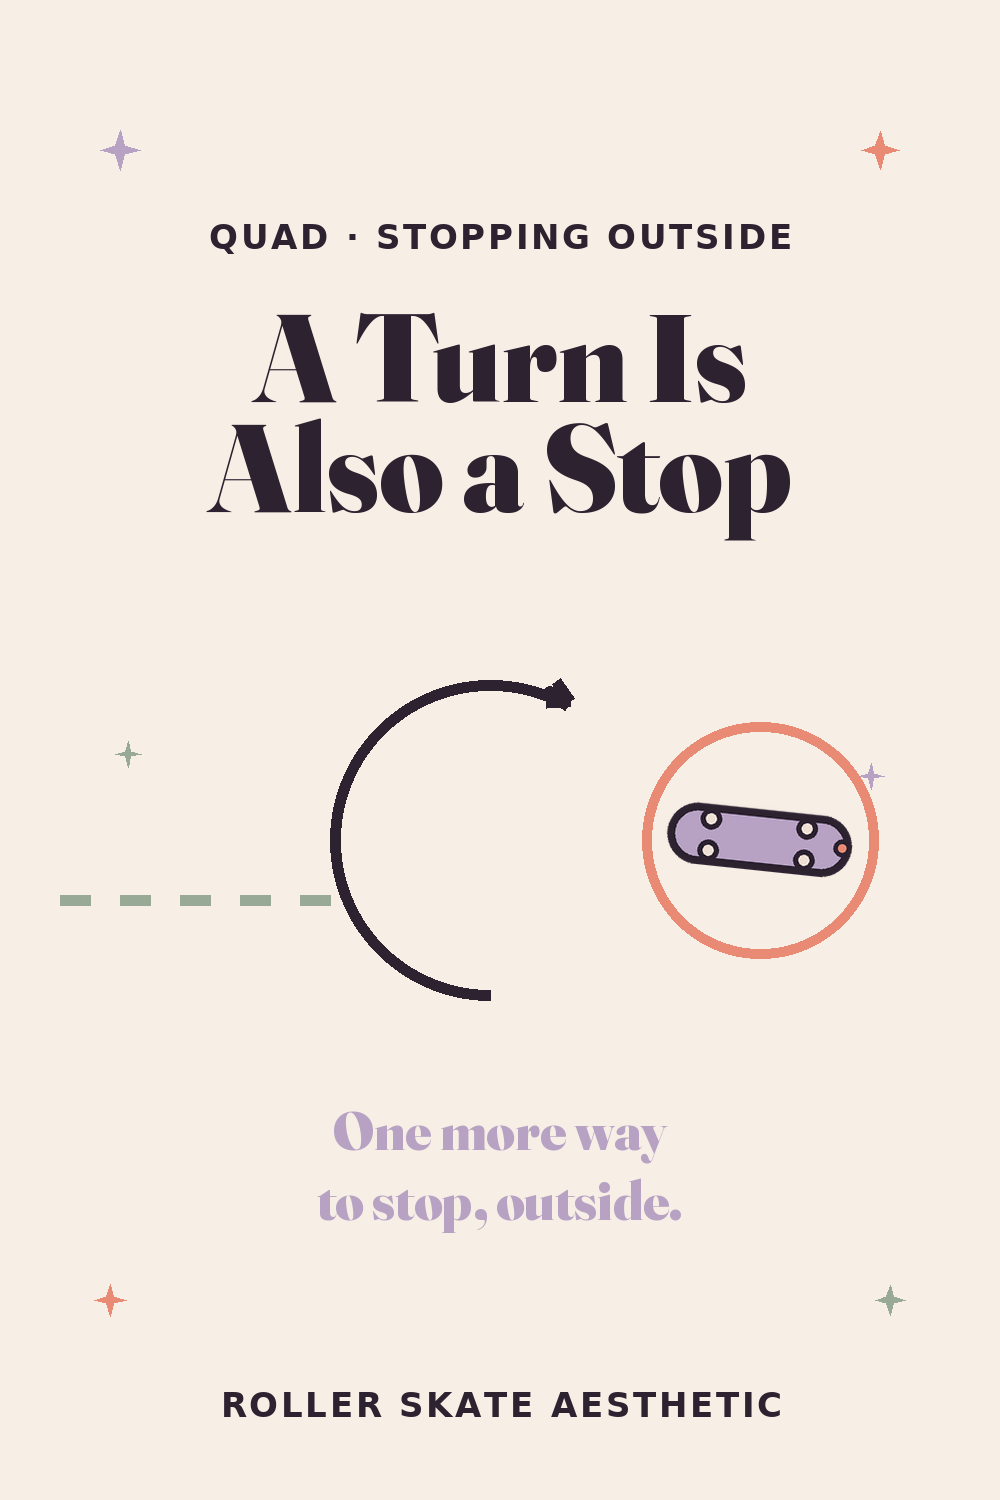 QUAD · STOPPING OUTSIDE
A Turn Is
Also a Stop
One more way
to stop, outside.
ROLLER SKATE AESTHETIC